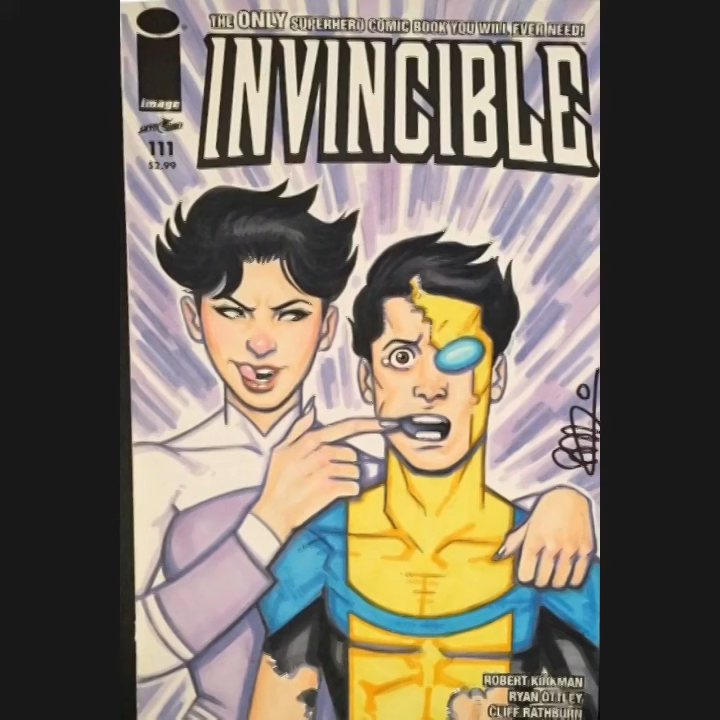 THE ONLY SUPERHERO COMIC BOOK YOU WILL EVER NEED!
INVINCIBLE
image
111
$2.99
ROBERT KIRKMAN
RYAN OTTLEY
CLIFF RATHBURN